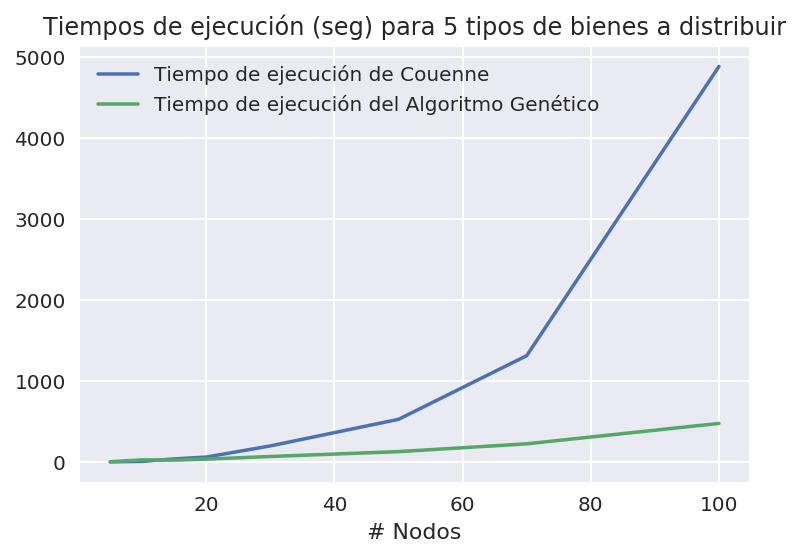 Tiempos de ejecución (seg) para 5 tipos de bienes a distribuir
Tiempo de ejecución de Couenne
Tiempo de ejecución del Algoritmo Genético
5000
4000
3000
2000
1000
0
20 40 60 80 100
# Nodos